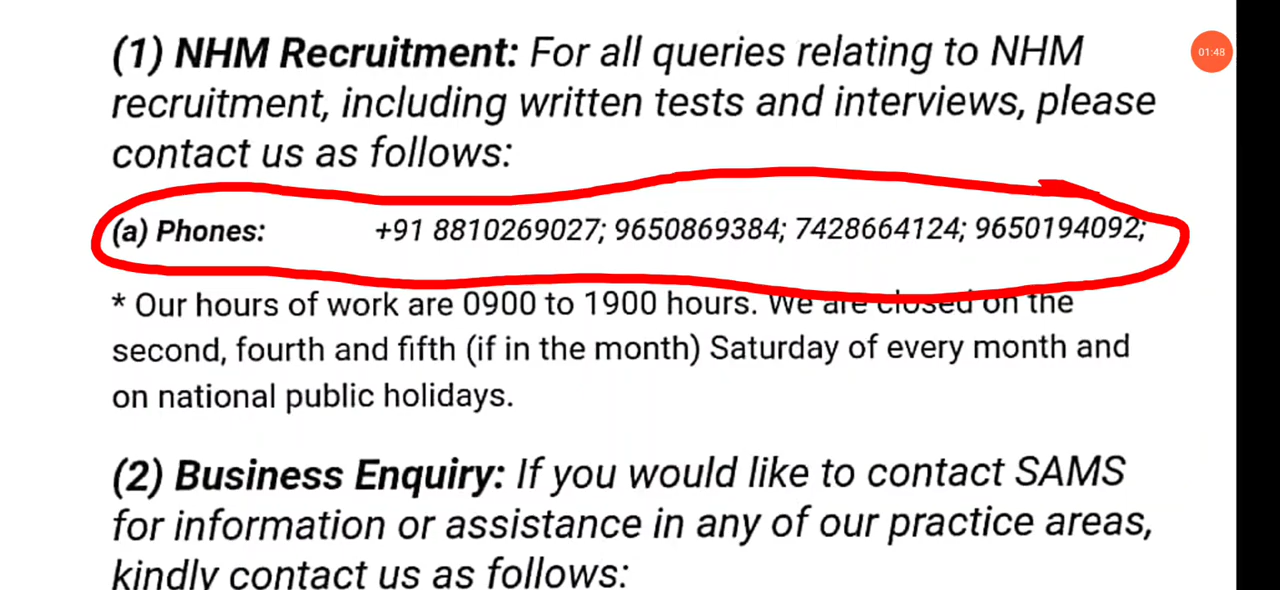 (1) NHM Recruitment: For all queries relating to NHM
recruitment, including written tests and interviews, please
contact us as follows:
(a) Phones: +91 8810269027; 9650869384; 7428664124; 9650194092;
* Our hours of work are 0900 to 1900 hours. We are closed on the
second, fourth and fifth (if in the month) Saturday of every month and
on national public holidays.
(2) Business Enquiry: If you would like to contact SAMS
for information or assistance in any of our practice areas,
kindly contact us as follows:
01:48